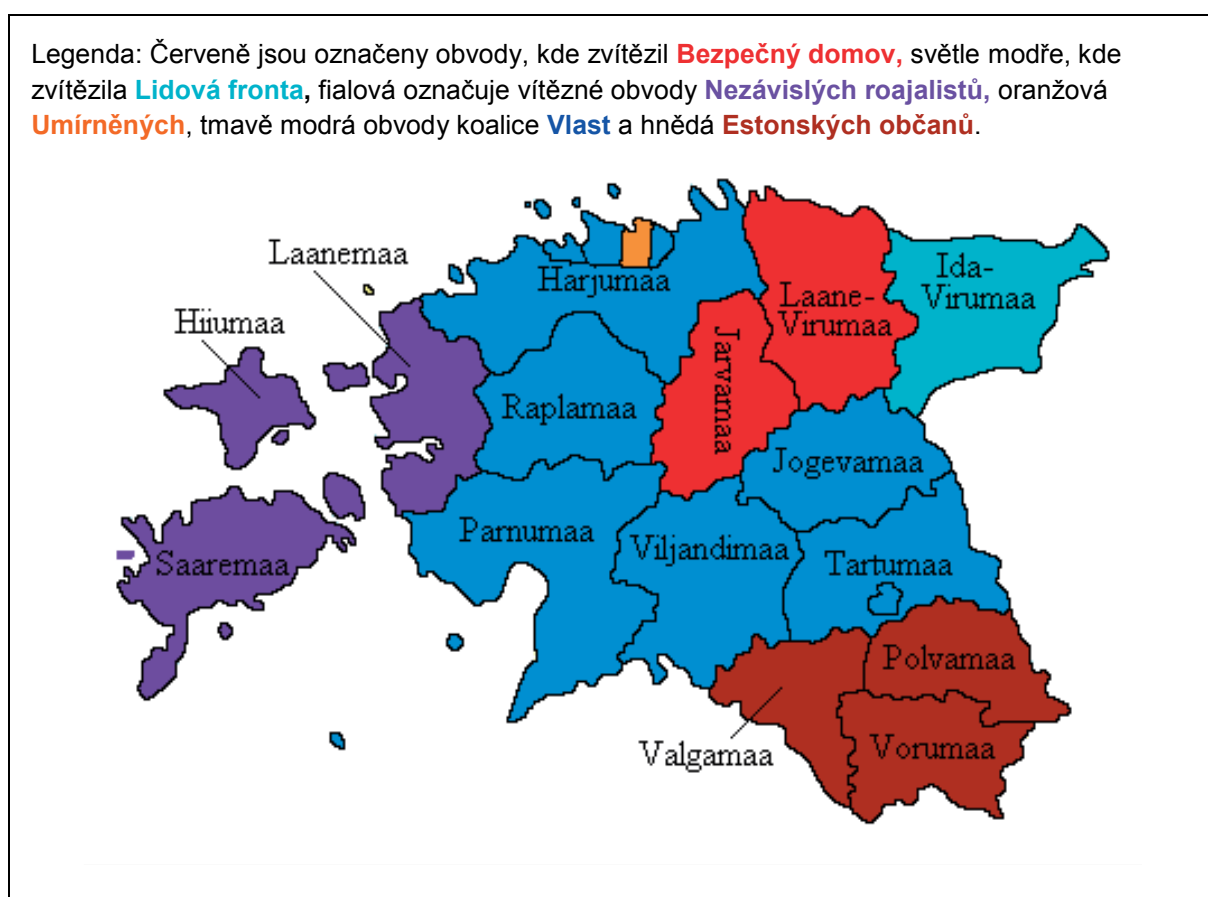 Legenda: Červeně jsou označeny obvody, kde zvítězil Bezpečný domov, světle modře, kde
zvítězila Lidová fronta, fialová označuje vítězné obvody Nezávislých roajalistů, oranžová
Umírněných, tmavě modrá obvody koalice Vlast a hnědá Estonských občanů.
Laanemaa
Hiiumaa
Harjumaa
Laane-
Virumaa
Ida-
Virumaa
Jarvamaa
Raplamaa
Jogevamaa
Parnumaa
Viljandimaa
Tartumaa
Saaremaa
Polvamaa
Valgamaa
Vorumaa